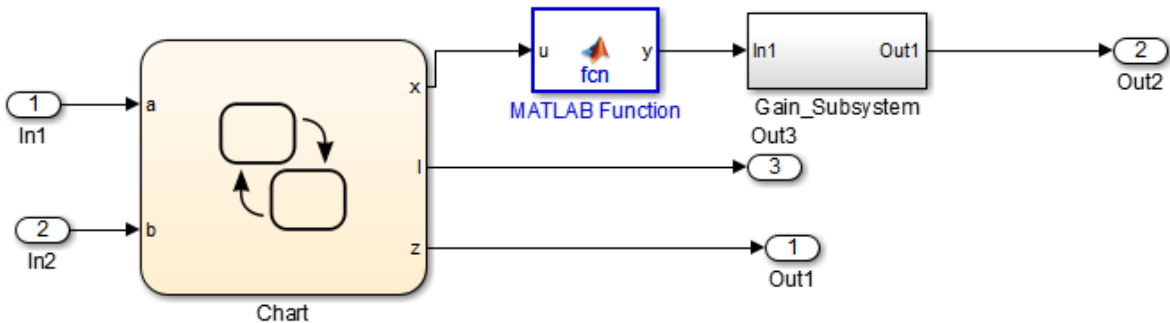 1
In1
2
In2
a
b
x
l
z
Chart
u
fcn
y
MATLAB Function
In1
Out1
Gain_Subsystem
2
Out2
Out3
3
1
Out1